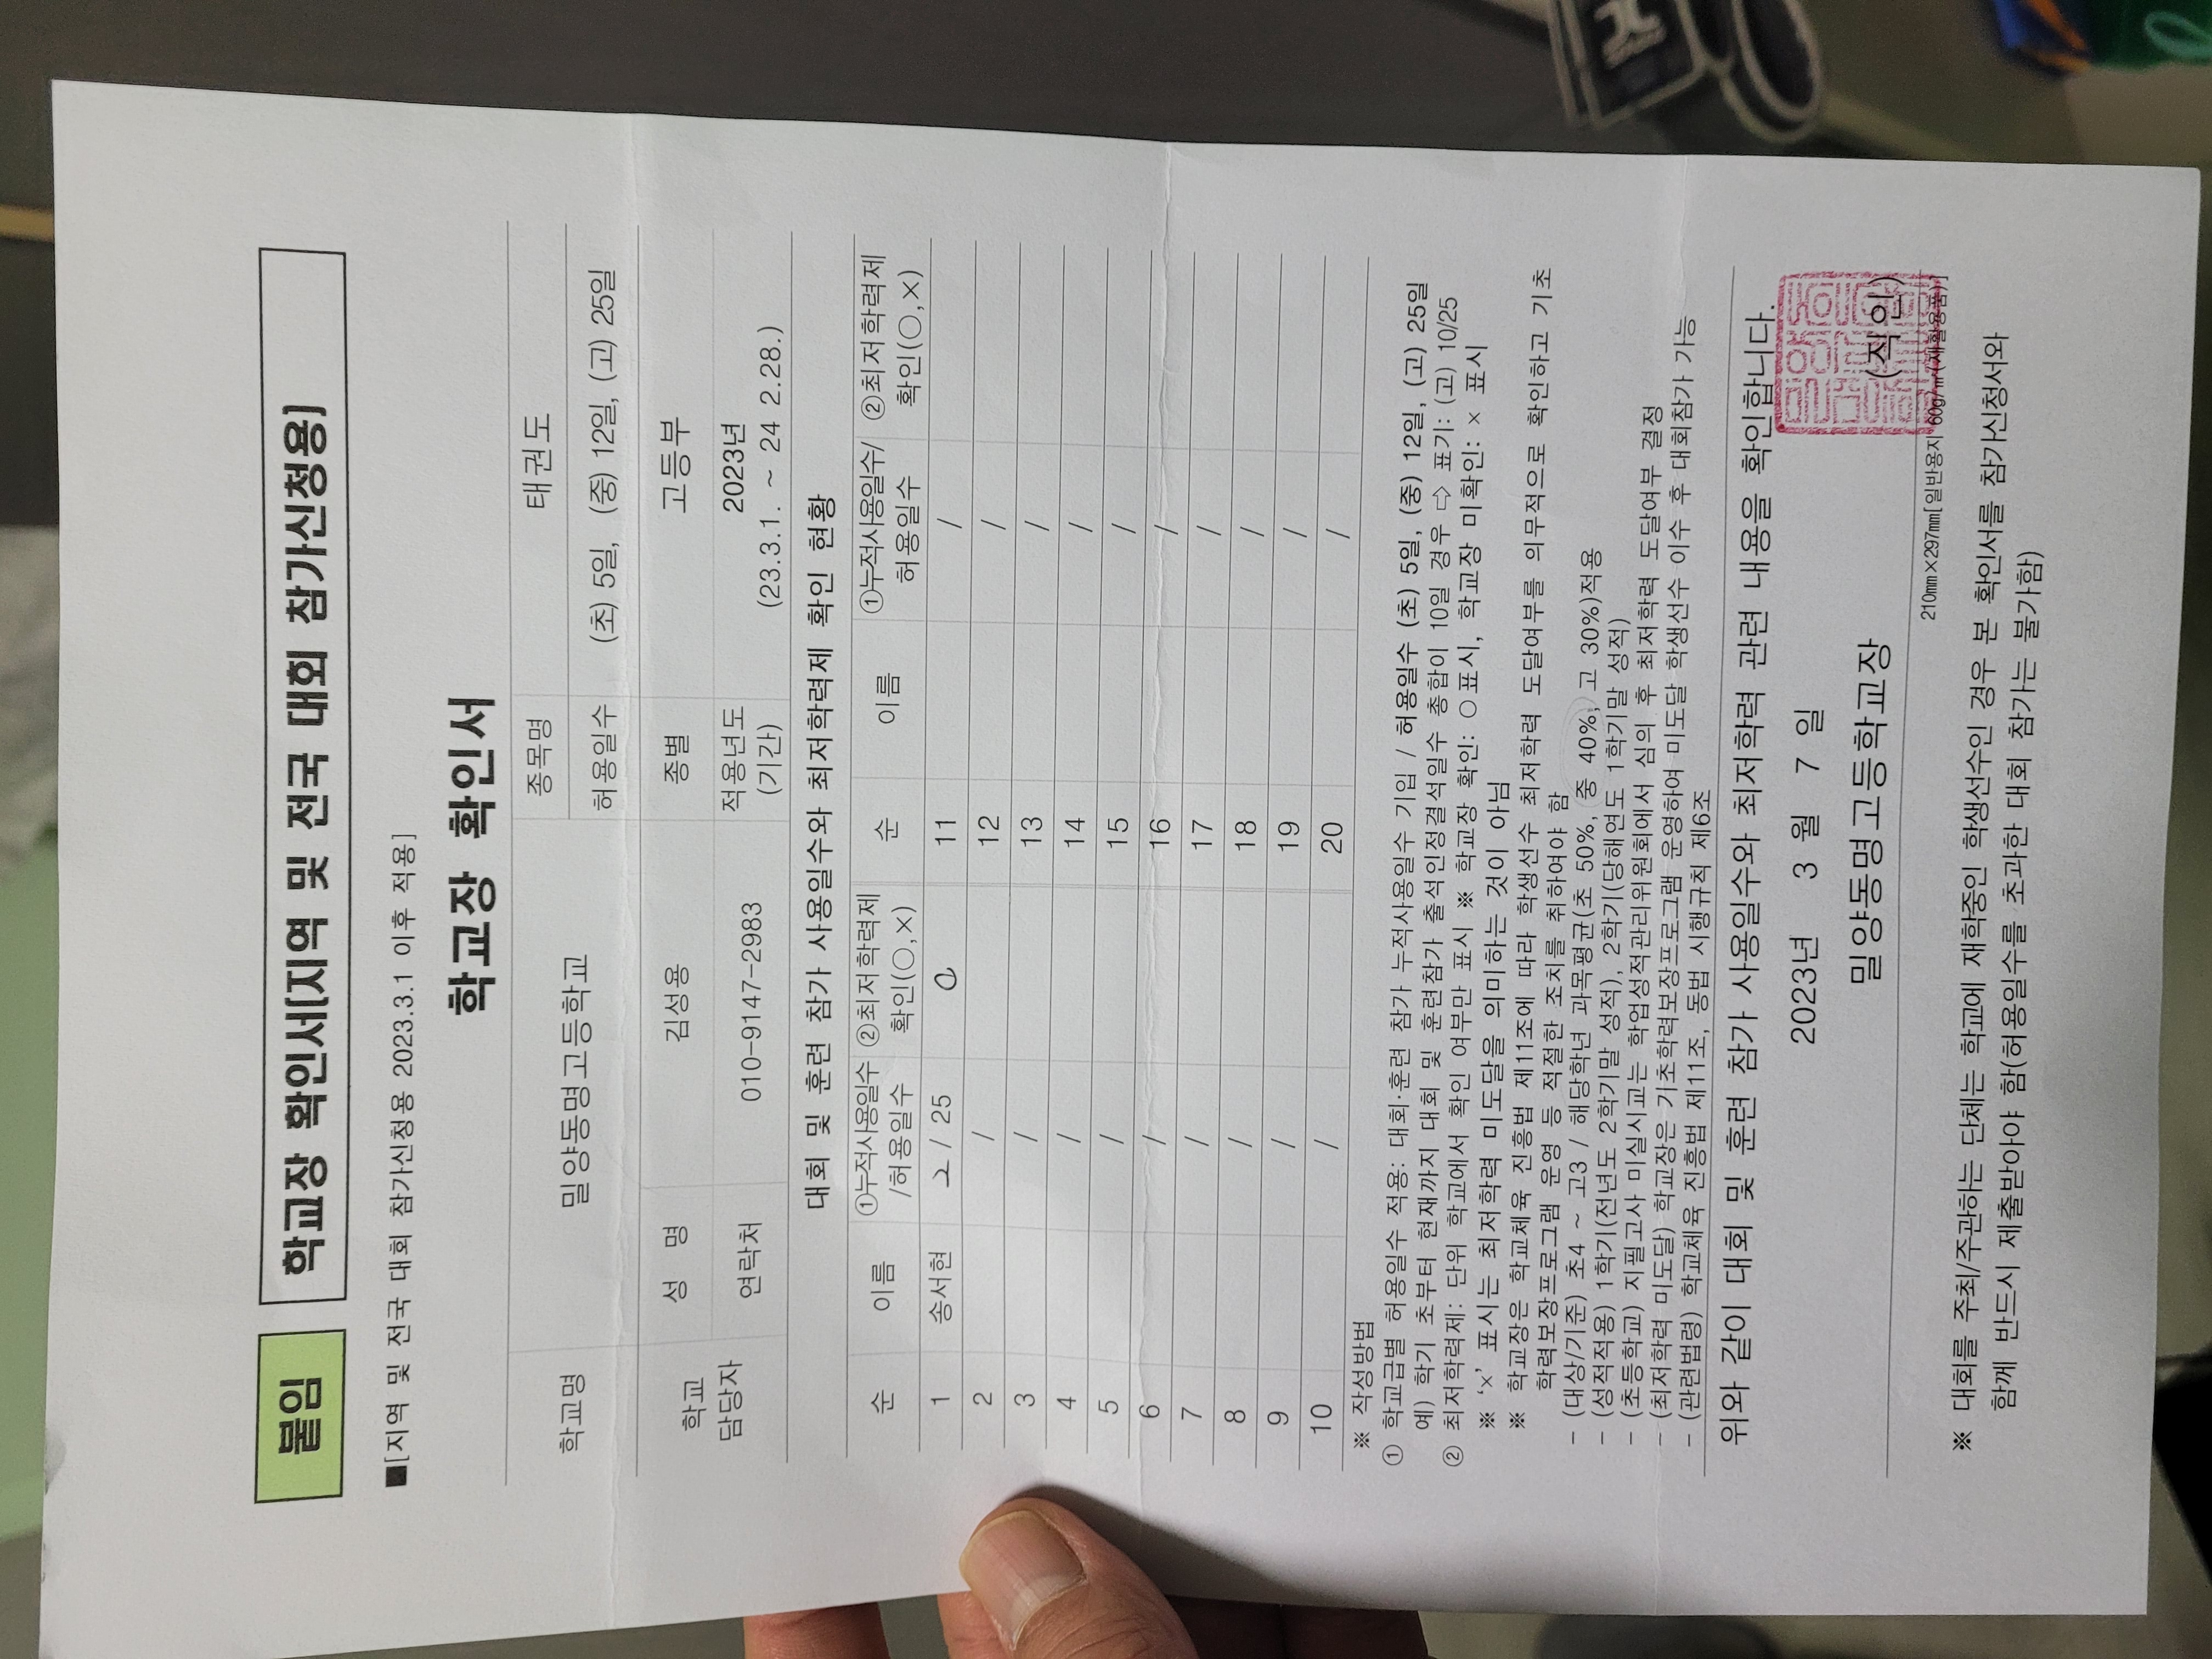 붙임
학교장 확인서[지역 및 전국 대회 참가신청용]
■[지역 및 전국 대회 참가신청용 2023.3.1 이후 적용]
학교장 확인서
학교명 밀양동명고등학교 종목명 태권도
허용일수 (초) 5일, (중) 12일, (고) 25일
학교 담당자 성 명 김성용 종별 고등부
연락처 010-9147-2983 적용년도 (기간) 2023년
(23.3.1. ~ 24 2.28.)
대회 및 훈련 참가 사용일수와 최저학력제 확인 현황
순 이름 ①누적사용일수 /허용일수 ②최저학력제 확인(○,×) 순 이름 ①누적사용일수/ 허용일수 ②최저학력제 확인(○,×)
1 송서현 2 / 25 O 11 /
2 / 12 /
3 / 13 /
4 / 14 /
5 / 15 /
6 / 16 /
7 / 17 /
8 / 18 /
9 / 19 /
10 / 20 /
※ 작성방법
① 학교급별 허용일수 적용: 대회·훈련 참가 누적사용일수 기입 / 허용일수 (초) 5일, (중) 12일, (고) 25일
예) 학기 초부터 현재까지 대회 및 훈련참가 출석인정결석일수 총합이 10일 경우 ⇨ 표기: (고) 10/25
② 최저학력제: 단위 학교에서 확인 여부만 표시 ※ 학교장 확인: ○ 표시, 학교장 미확인: × 표시
※ ‘×’ 표시는 최저학력 미도달을 의미하는 것이 아님
※ 학교장은 학교체육 진흥법 제11조에 따라 학생선수 최저학력 도달여부를 의무적으로 확인하고 기초
학력보장프로그램 운영 등 적절한 조치를 취하여야 함
- (대상/기준) 초4 ~ 고3 / 해당학년 과목평균(초 50%, 중 40%, 고 30%)적용
- (성적적용) 1학기(전년도 2학기말 성적), 2학기(당해연도 1학기말 성적)
- (초등학교) 지필고사 미실시교는 학업성적관리위원회에서 심의 후 최저학력 도달여부 결정
- (최저학력 미도달) 학교장은 기초학력보장프로그램 운영하여 미도달 학생선수 이수 후 대회참가 가능
- (관련법령) 학교체육 진흥법 제11조, 동법 시행규칙 제6조
위와 같이 대회 및 훈련 참가 사용일수와 최저학력 관련 내용을 확인합니다.
2023년 3 월 7 일
밀양동명고등학교장 (직인)
210mm×297mm[일반용지 60g/㎡(재활용품)]
※ 대회를 주최/주관하는 단체는 학교에 재학중인 학생선수인 경우 본 확인서를 참가신청서와
함께 반드시 제출받아야 함(허용일수를 초과한 대회 참가는 불가함)